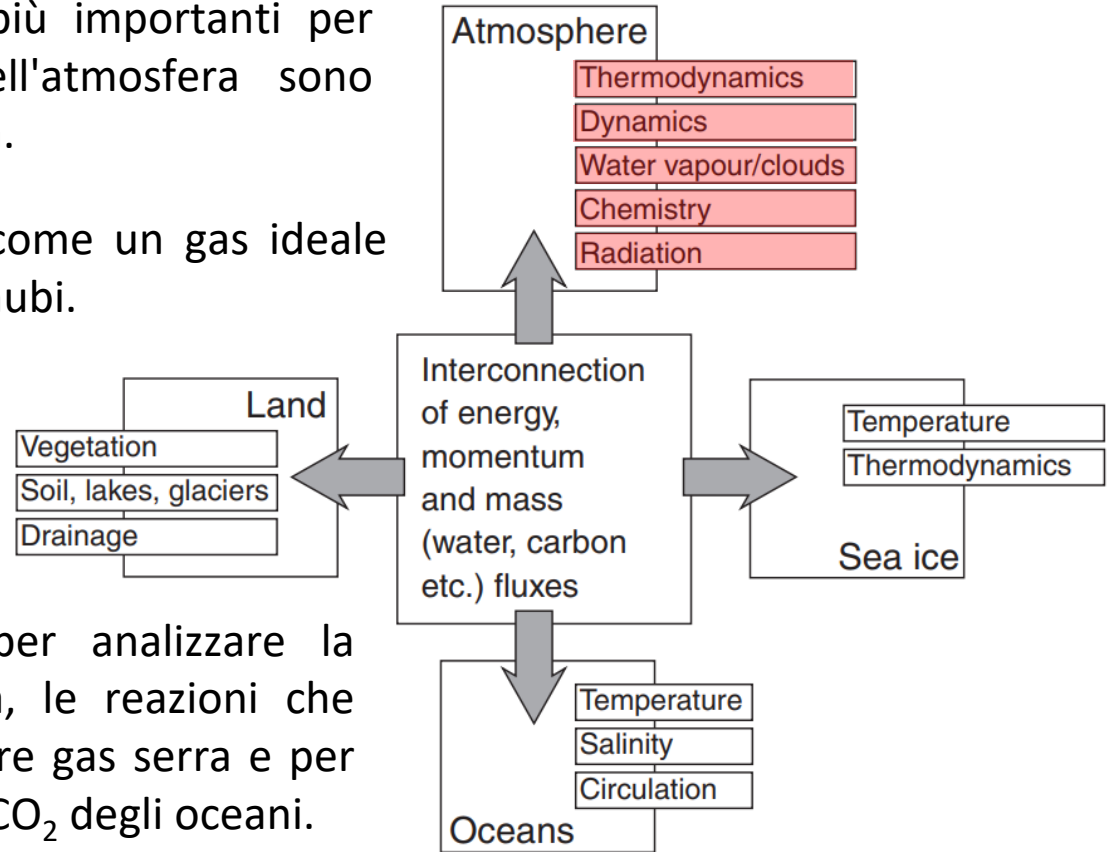 più importanti per
ell'atmosfera sono
.
come un gas ideale
nubi.
Atmosphere
Thermodynamics
Dynamics
Water vapour/clouds
Chemistry
Radiation
Land
Vegetation
Soil, lakes, glaciers
Drainage
Interconnection
of energy,
momentum
and mass
(water, carbon
etc.) fluxes
Temperature
Thermodynamics
Sea ice
per analizzare la
, le reazioni che
re gas serra e per
CO₂ degli oceani.
Temperature
Salinity
Circulation
Oceans